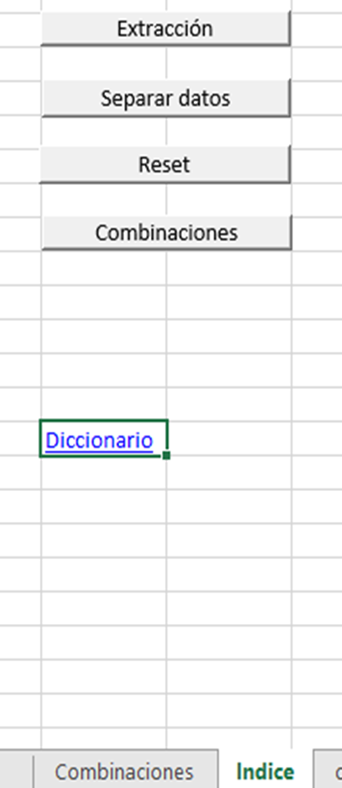 Extracción
Separar datos
Reset
Combinaciones
Diccionario
Combinaciones Indice